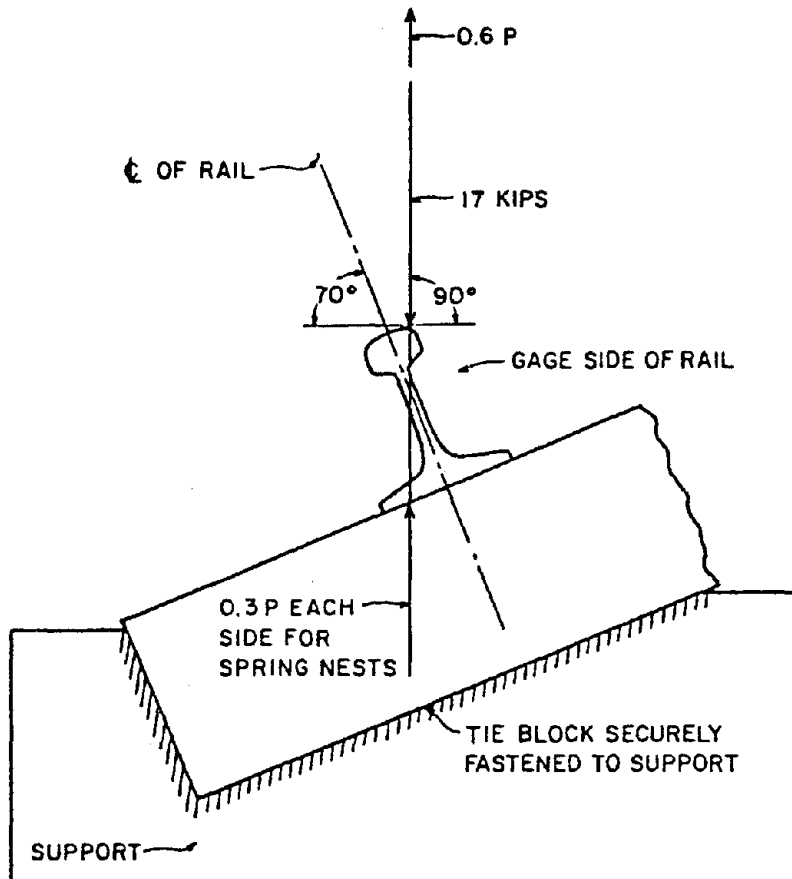 0.6 P
℄ OF RAIL
17 KIPS
70°
90°
GAGE SIDE OF RAIL
0.3 P EACH
SIDE FOR
SPRING NESTS
TIE BLOCK SECURELY
FASTENED TO SUPPORT
SUPPORT